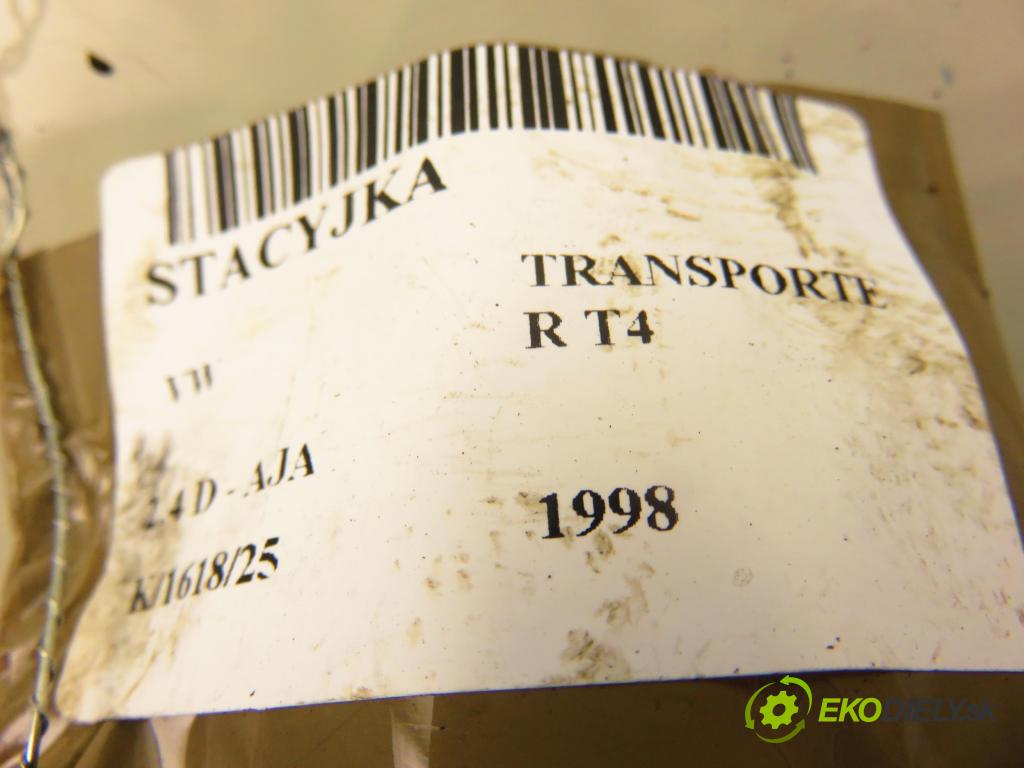 STACYJKA
TRANSPORTE
R T4
VW
2.4 D - AJA
1998
K/1618/25
EKODIELY.sk